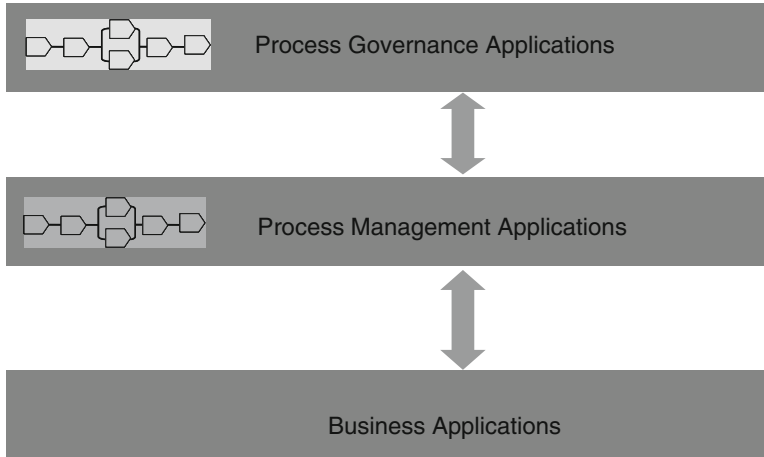 Process Governance Applications
Process Management Applications
Business Applications